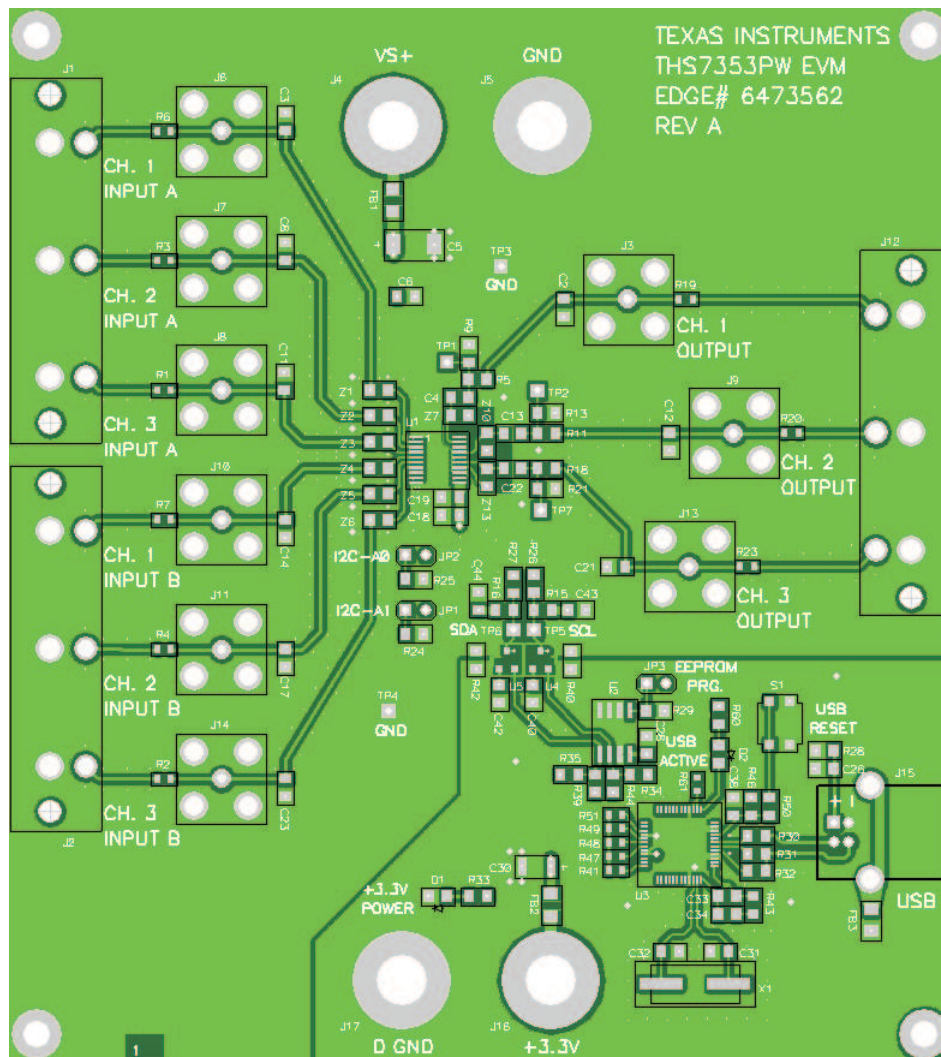 TEXAS INSTRUMENTS
THS7353PW EVM
EDGE# 6473562
REV A
VS+
GND
J4
J5
J1
J6
C3
R6
CH. 1
INPUT A
FB1
+
C5
J7
C8
R3
CH. 2
INPUT A
C6
TP3
GND
J3
C2
R19
CH. 1
OUTPUT
J12
J8
C11
R1
CH. 3
INPUT A
R9
TP1
R5
C4
Z7
Z10
TP2
R13
C13
R11
Z1
Z2
Z3
Z4
Z5
Z6
U1
1
J9
C12
R20
CH. 2
OUTPUT
R18
C22
R21
TP7
Z13
C19
C18
J10
R7
C14
CH. 1
INPUT B
J13
C21
R23
CH. 3
OUTPUT
I2C-A0
JP2
R25
I2C-A1
JP1
R24
R27
R26
C44
R16
R15
C43
SDA
TP6
TP5
SCL
J11
R4
C17
CH. 2
INPUT B
R42
U5
U4
R40
C42
C40
TP4
GND
JP3
EEPROM
PRG.
U2
R29
C28
USB
ACTIVE
R60
D2
S1
USB
RESET
R28
C26
J15
+
USB
FB3
J14
R2
C23
CH. 3
INPUT B
J2
R35
R39
R44
R34
R61
C38
R46
R50
R51
R49
R48
R47
R41
U3
R30
R31
R32
C33
C34
R43
C30
+
+3.3V
POWER
D1
R33
FB2
C32
C31
X1
J17
D GND
J16
+3.3V
1